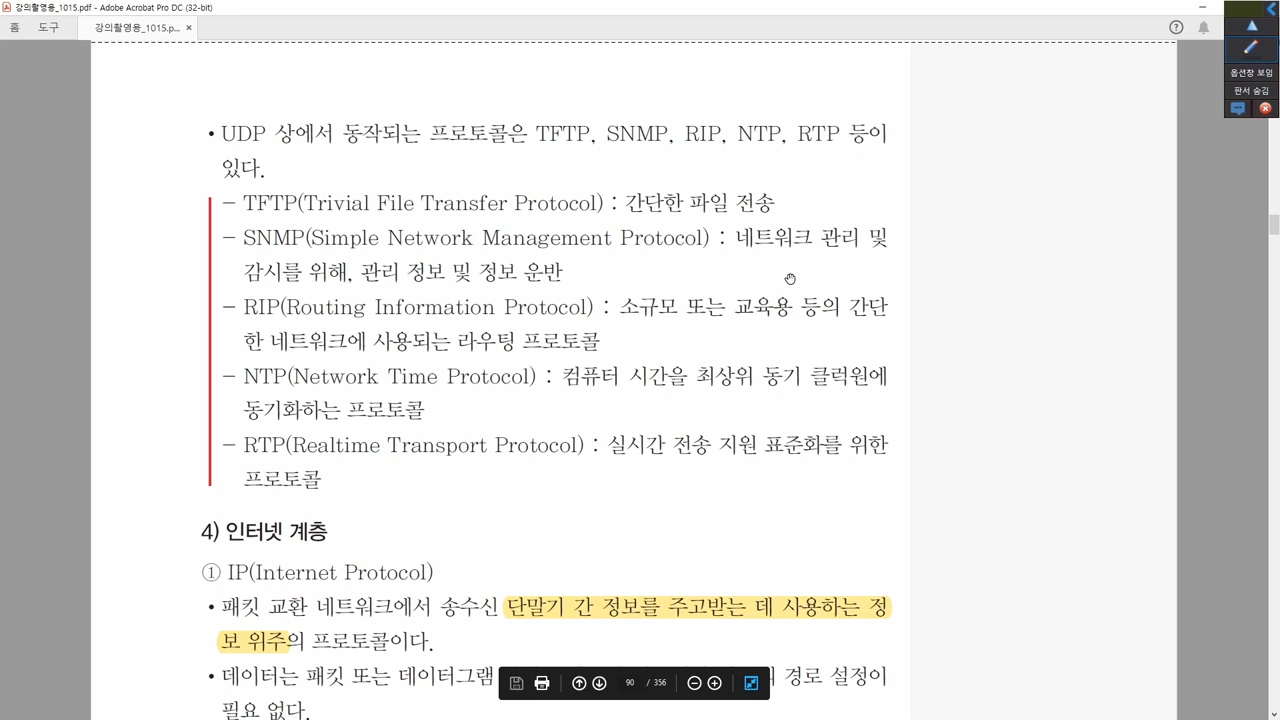 강의촬영용_1015.pdf - Adobe Acrobat Pro DC (32-bit)
홈 도구 강의촬영용_1015.p... ×
옵션창 보임
판서 숨김
• UDP 상에서 동작되는 프로토콜은 TFTP, SNMP, RIP, NTP, RTP 등이
있다.
– TFTP(Trivial File Transfer Protocol) : 간단한 파일 전송
– SNMP(Simple Network Management Protocol) : 네트워크 관리 및
감시를 위해, 관리 정보 및 정보 운반
– RIP(Routing Information Protocol) : 소규모 또는 교육용 등의 간단
한 네트워크에 사용되는 라우팅 프로토콜
– NTP(Network Time Protocol) : 컴퓨터 시간을 최상위 동기 클럭원에
동기화하는 프로토콜
– RTP(Realtime Transport Protocol) : 실시간 전송 지원 표준화를 위한
프로토콜
4) 인터넷 계층
① IP(Internet Protocol)
• 패킷 교환 네트워크에서 송수신 단말기 간 정보를 주고받는 데 사용하는 정
보 위주의 프로토콜이다.
• 데이터는 패킷 또는 데이터그램 경로 설정이
필요 없다.
90 / 356